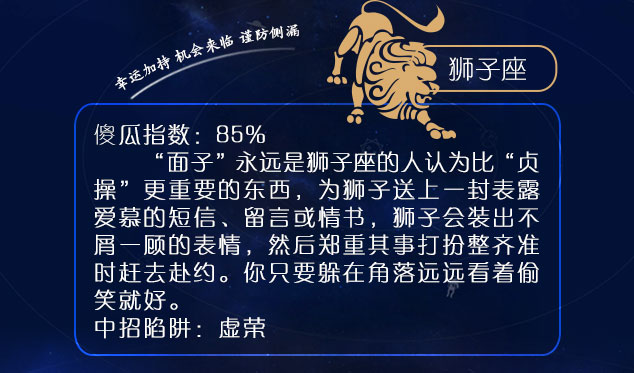 幸运加持 机会来临 谨防侧漏
狮子座
傻瓜指数：85%
“面子”永远是狮子座的人认为比“贞
操”更重要的东西，为狮子送上一封表露
爱慕的短信、留言或情书，狮子会装出不
屑一顾的表情，然后郑重其事打扮整齐准
时赶去赴约。你只要躲在角落远远看着偷
笑就好。
中招陷阱：虚荣